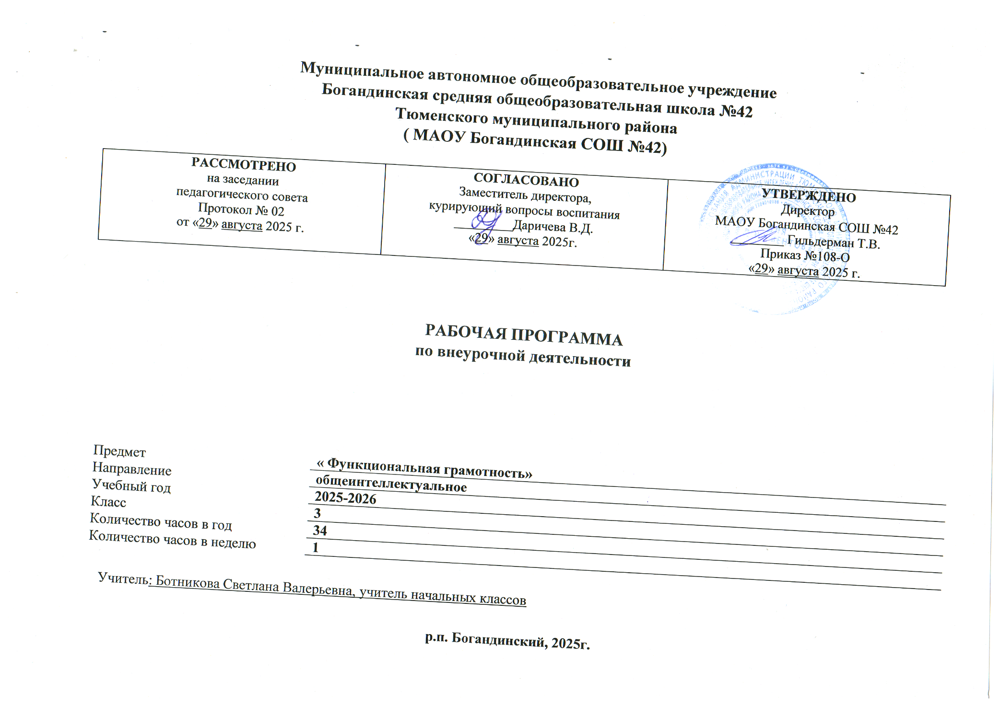 Муниципальное автономное общеобразовательное учреждение
Богандинская средняя общеобразовательная школа №42
Тюменского муниципального района
( МАОУ Богандинская СОШ №42)
РАССМОТРЕНО
на заседании
педагогического совета
Протокол № 02
от «29» августа 2025 г.
СОГЛАСОВАНО
Заместитель директора,
курирующий вопросы воспитания
_________Даричева В.Д.
«29» августа 2025г.
УТВЕРЖДЕНО
Директор
МАОУ Богандинская СОШ №42
________ Гильдерман Т.В.
Приказ №108-О
«29» августа 2025 г.
РАБОЧАЯ ПРОГРАММА
по внеурочной деятельности
Предмет « Функциональная грамотность»
Направление общеинтеллектуальное
Учебный год 2025-2026
Класс 3
Количество часов в год 34
Количество часов в неделю 1
Учитель: Ботникова Светлана Валерьевна, учитель начальных классов
р.п. Богандинский, 2025г.